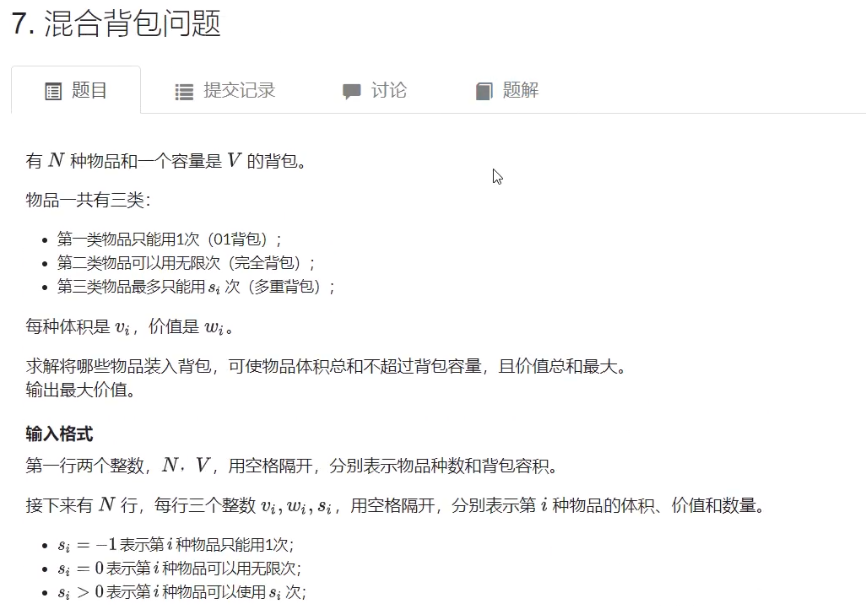 7. 混合背包问题
题目 提交记录 讨论 题解
有 N 种物品和一个容量是 V 的背包。
物品一共有三类：
第一类物品只能用1次（01背包）；
第二类物品可以用无限次（完全背包）；
第三类物品最多只能用 sᵢ 次（多重背包）；
每种体积是 vᵢ，价值是 wᵢ。
求解将哪些物品装入背包，可使物品体积总和不超过背包容量，且价值总和最大。
输出最大价值。
输入格式
第一行两个整数，N，V，用空格隔开，分别表示物品种数和背包容积。
接下来有 N 行，每行三个整数 vᵢ, wᵢ, sᵢ，用空格隔开，分别表示第 i 种物品的体积、价值和数量。
sᵢ = −1 表示第 i 种物品只能用1次；
sᵢ = 0 表示第 i 种物品可以用无限次；
sᵢ > 0 表示第 i 种物品可以使用 sᵢ 次；